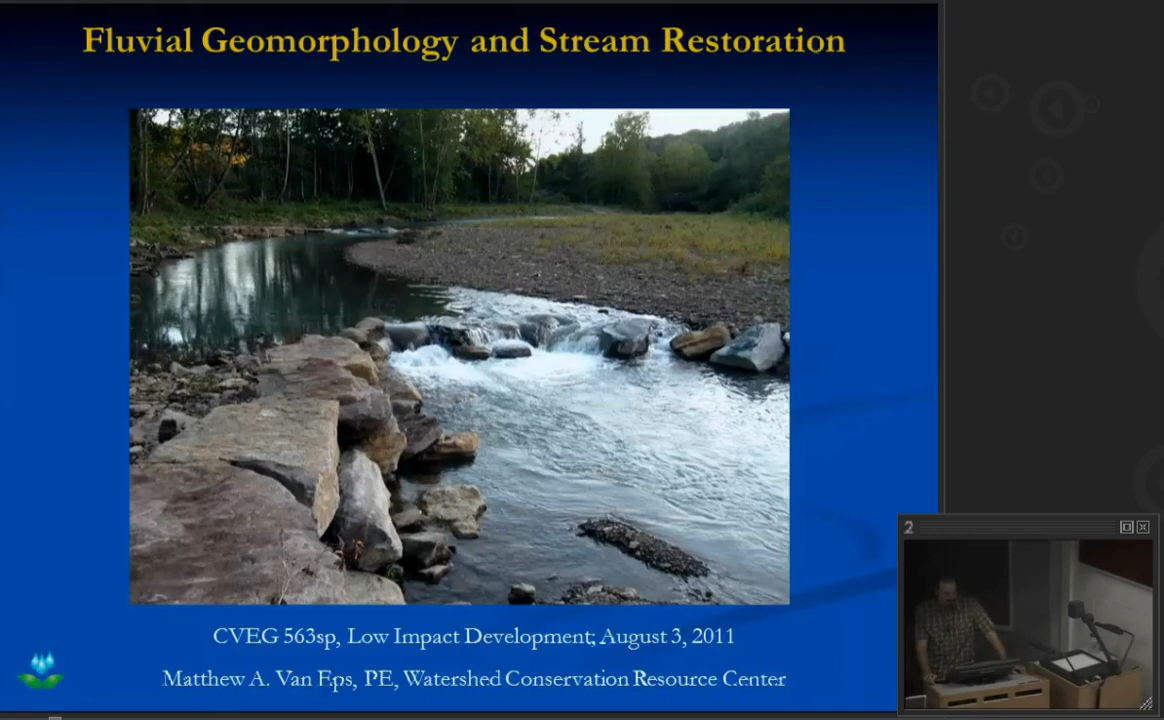 Fluvial Geomorphology and Stream Restoration
CVEG 563sp, Low Impact Development; August 3, 2011
Matthew A. Van Eps, PE, Watershed Conservation Resource Center
2